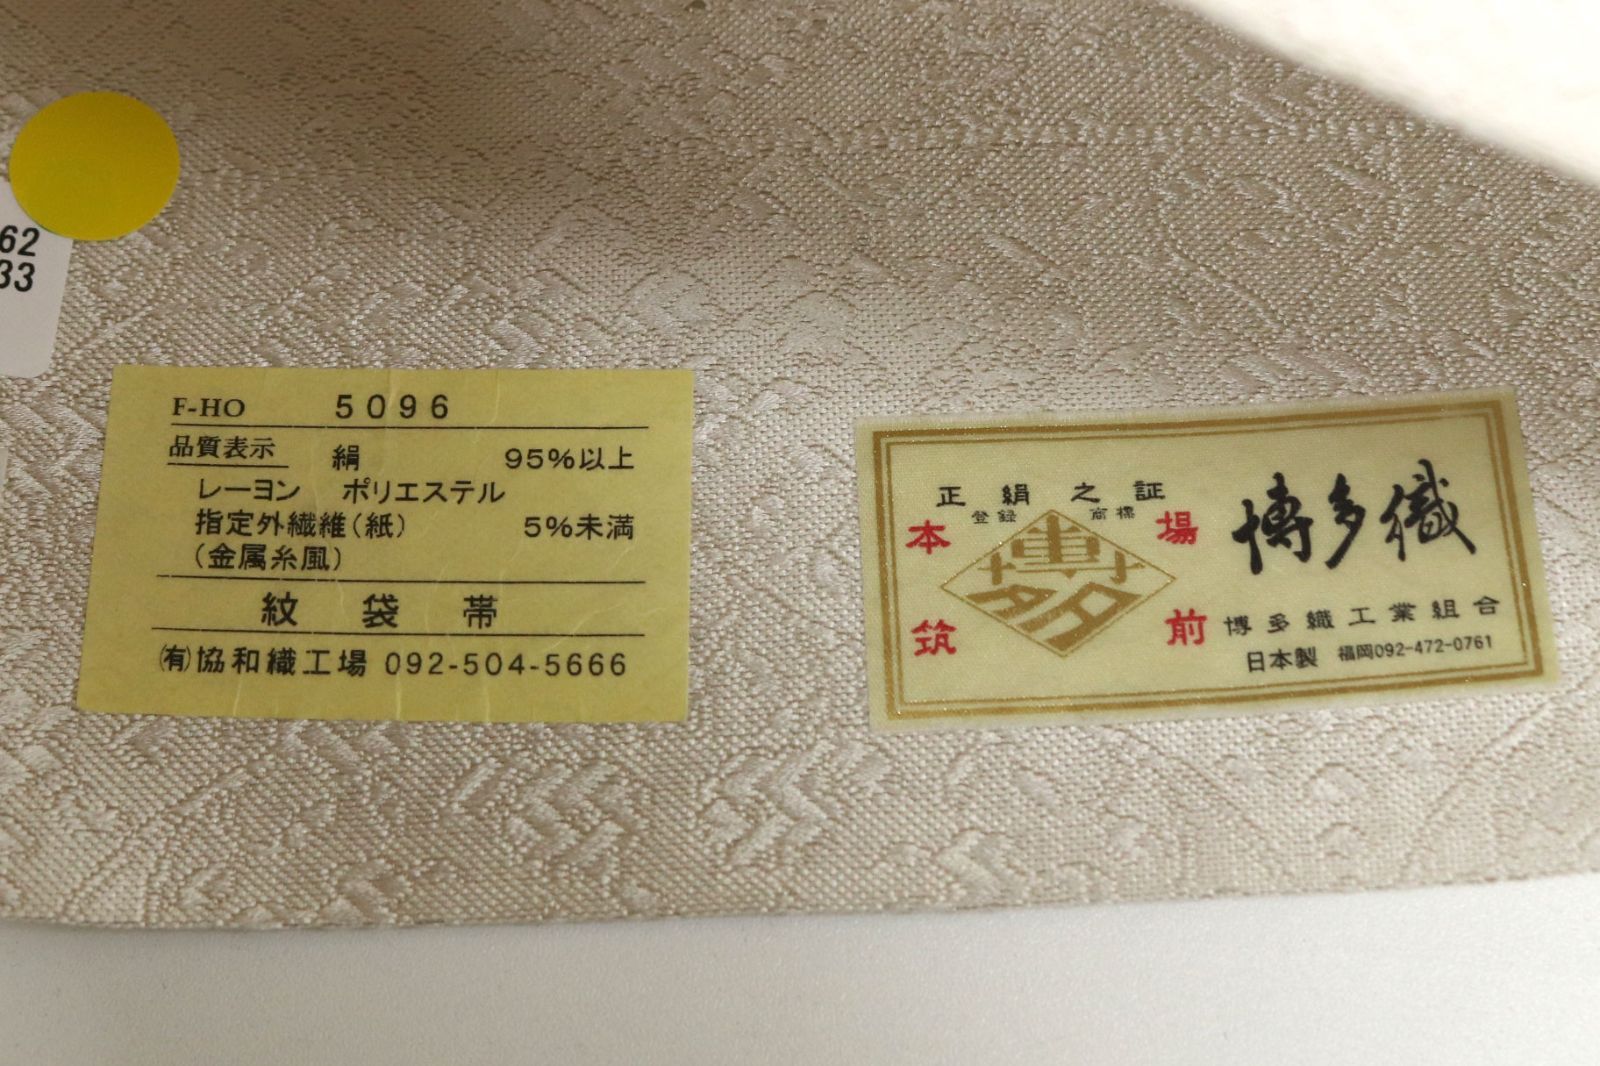 62
33
F-HO 5096
品質表示 絹 95%以上
レーヨン ポリエステル
指定外繊維(紙) 5%未満
(金属糸風)
紋袋帯
(有)協和織工場 092-504-5666
正絹之証
登録 商標
本場
筑前
博多
博多織
博多織工業組合
日本製 福岡092-472-0761